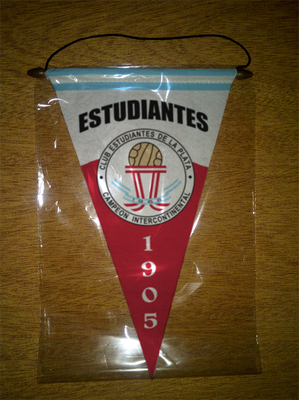 ESTUDIANTES
CLUB ESTUDIANTES DE LA PLATA
CAMPEON INTERCONTINENTAL
1905